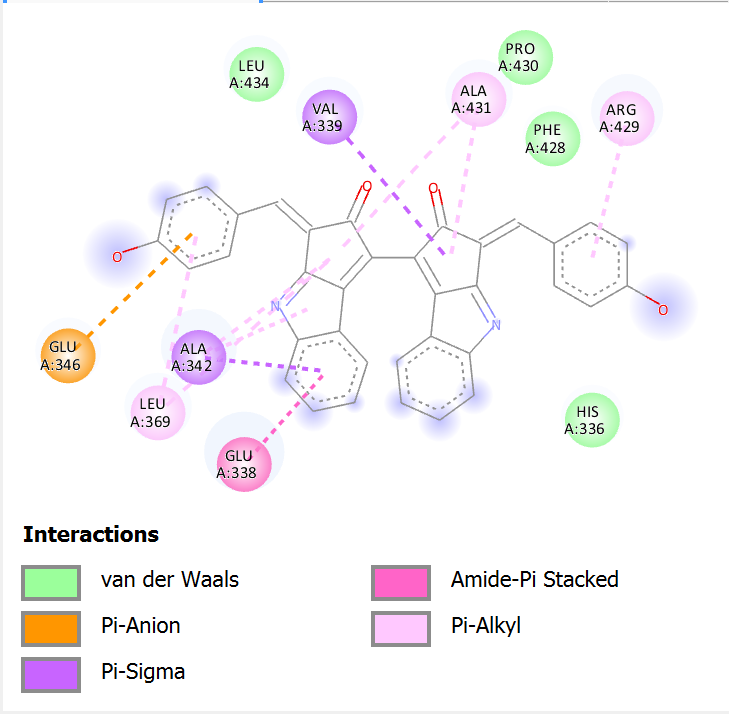 PRO
A:430
LEU
A:434
ALA
A:431
VAL
A:339
ARG
A:429
PHE
A:428
O
O
O
N
N
O
GLU
A:346
ALA
A:342
LEU
A:369
HIS
A:336
GLU
A:338
Interactions
van der Waals
Amide-Pi Stacked
Pi-Anion
Pi-Alkyl
Pi-Sigma